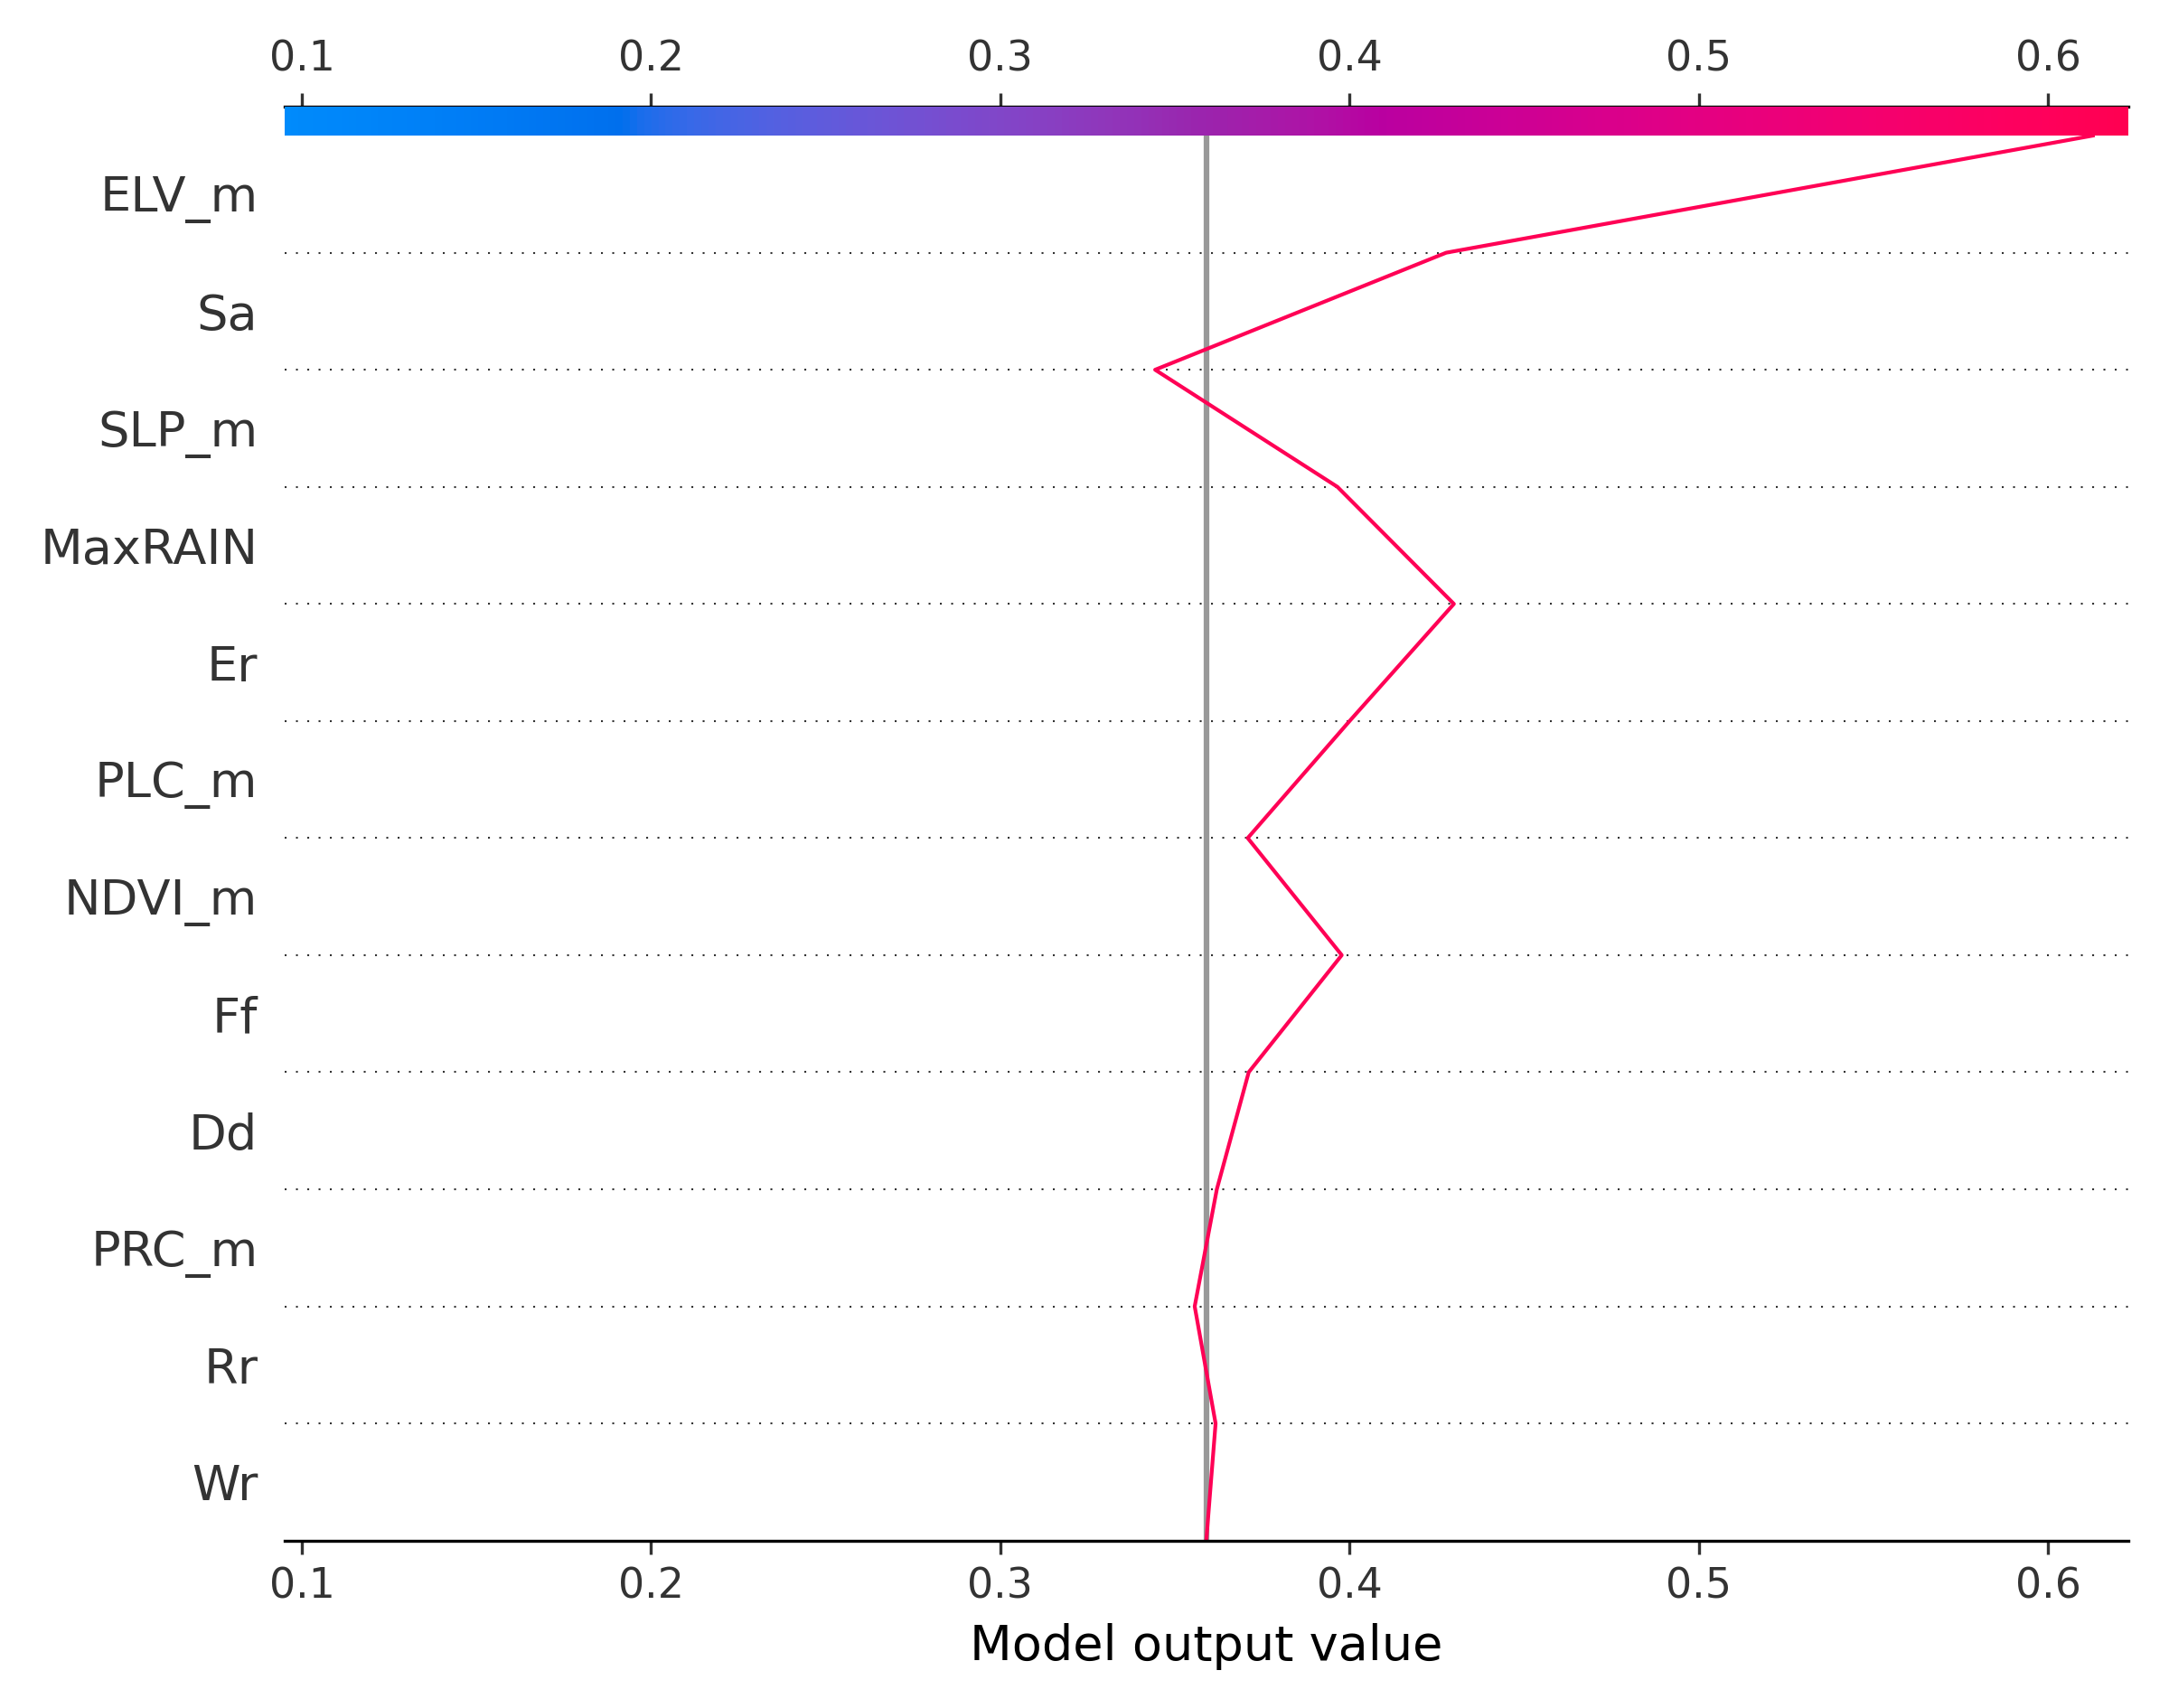 0.1 0.2 0.3 0.4 0.5 0.6
ELV_m
Sa
SLP_m
MaxRAIN
Er
PLC_m
NDVI_m
Ff
Dd
PRC_m
Rr
Wr
0.1 0.2 0.3 0.4 0.5 0.6
Model output value